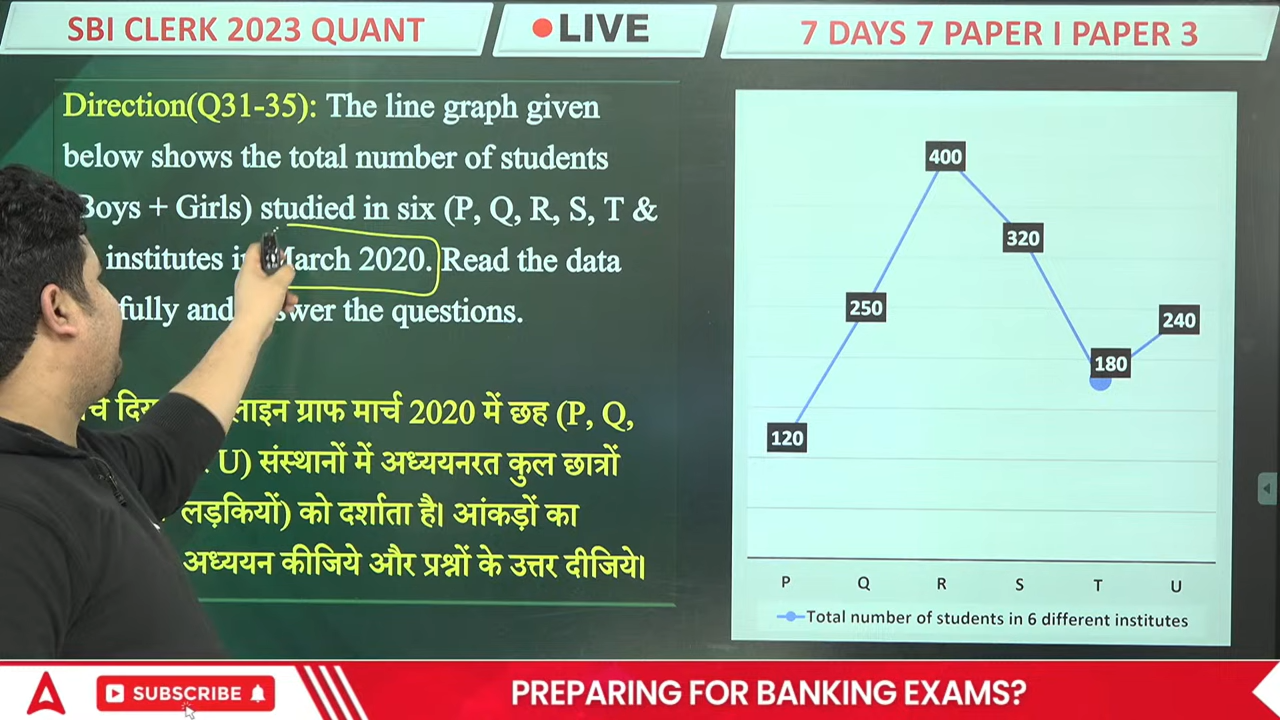 SBI CLERK 2023 QUANT
LIVE
7 DAYS 7 PAPER I PAPER 3
Direction(Q31-35): The line graph given
below shows the total number of students
Boys + Girls) studied in six (P, Q, R, S, T &
institutes in March 2020. Read the data
and answer the questions.
लाइन ग्राफ मार्च 2020 में छह (P, Q,
U) संस्थानों में अध्ययनरत कुल छात्रों
लड़कियों) को दर्शाता है। आंकड़ों का
अध्ययन कीजिये और प्रश्नों के उत्तर दीजिये।
400
320
250
240
180
120
P Q R S T U
Total number of students in 6 different institutes
SUBSCRIBE
PREPARING FOR BANKING EXAMS?